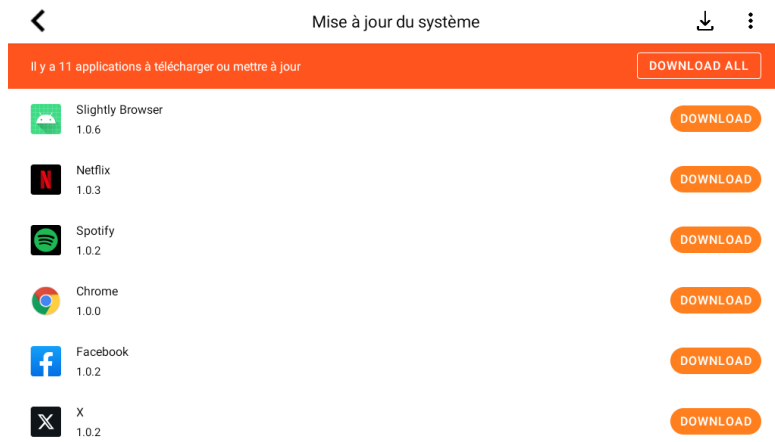 Mise à jour du système
Il y a 11 applications à télécharger ou mettre à jour
DOWNLOAD ALL
Slightly Browser
1.0.6
DOWNLOAD
Netflix
1.0.3
DOWNLOAD
Spotify
1.0.2
DOWNLOAD
Chrome
1.0.0
DOWNLOAD
Facebook
1.0.2
DOWNLOAD
X
1.0.2
DOWNLOAD